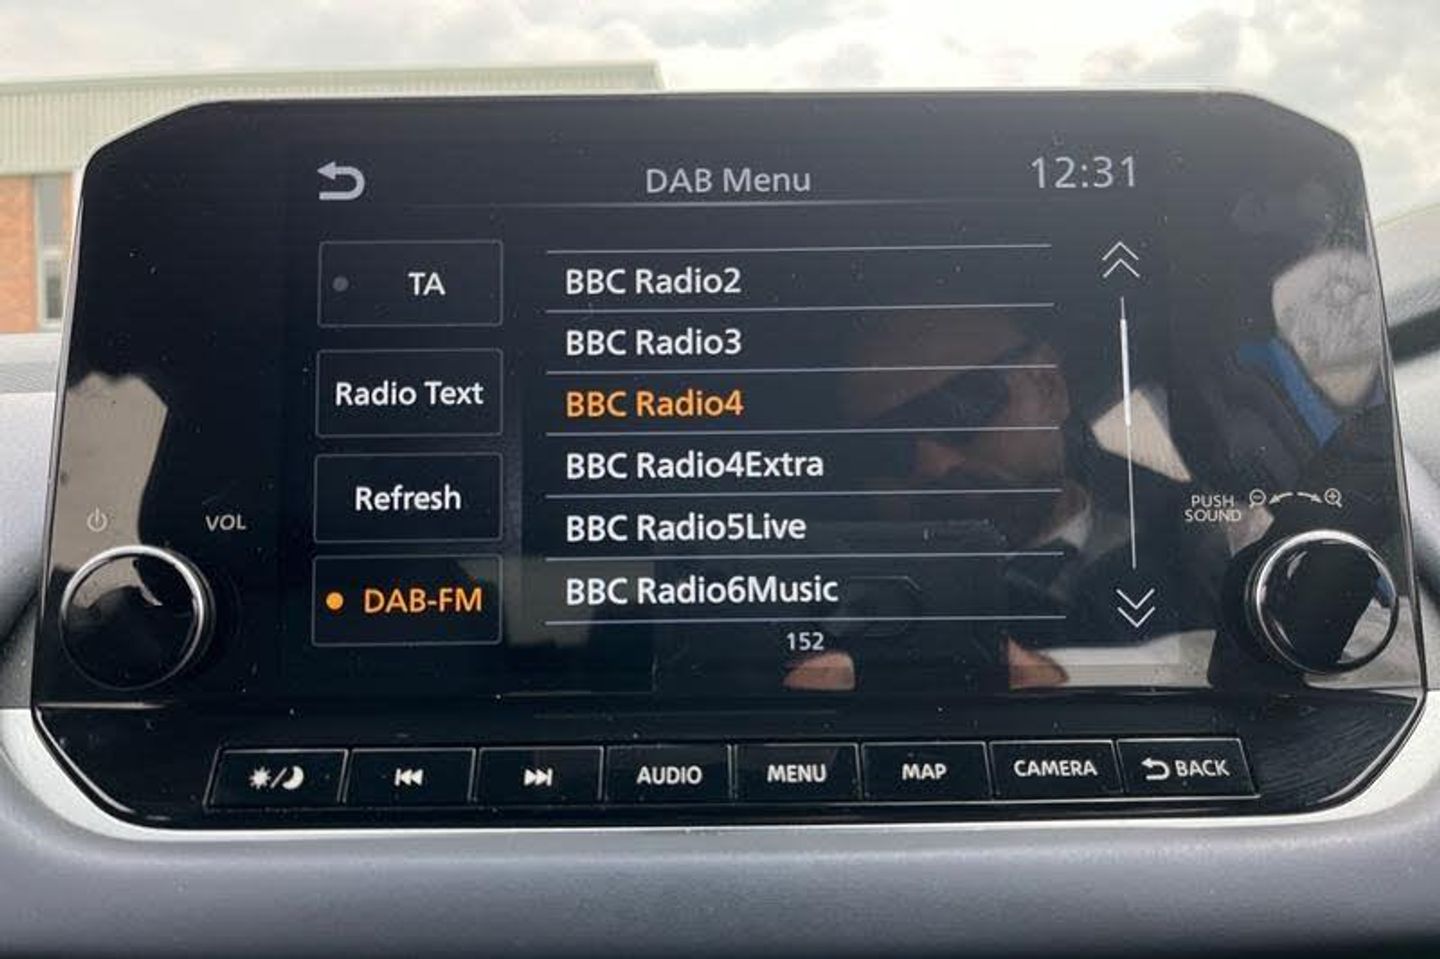 DAB Menu
12:31
TA
Radio Text
Refresh
DAB-FM
BBC Radio2
BBC Radio3
BBC Radio4
BBC Radio4Extra
BBC Radio5Live
BBC Radio6Music
152
VOL
PUSH
SOUND
AUDIO
MENU
MAP
CAMERA
BACK